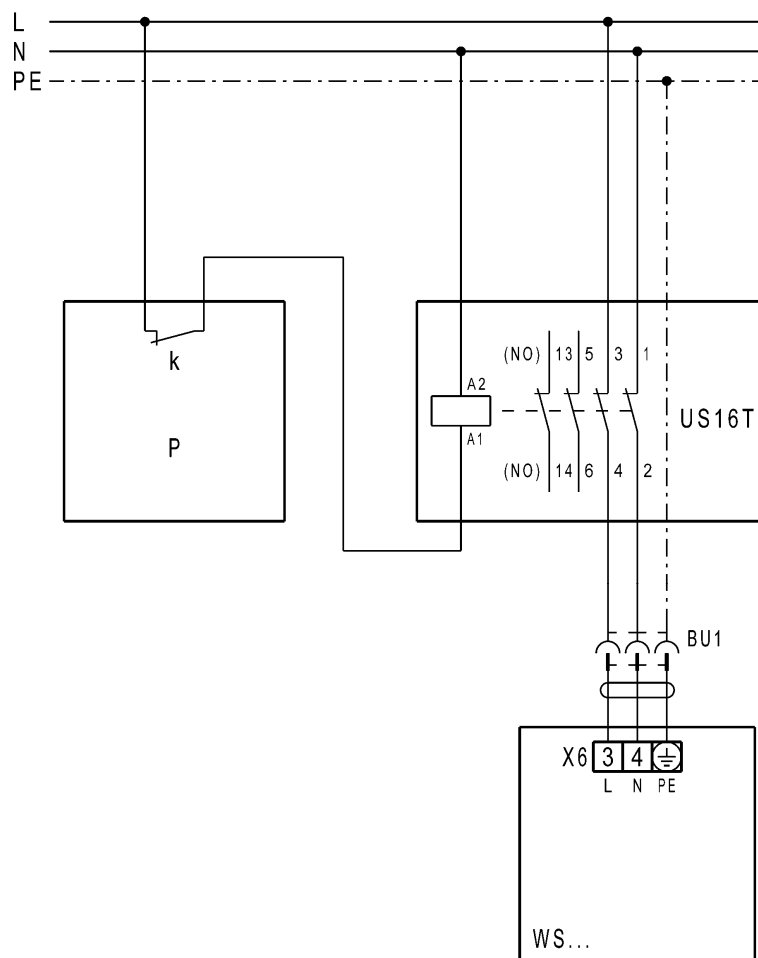 L
N
PE
k
P
A2
A1
(NO) 13 5 3 1
(NO) 14 6 4 2
US16T
BU1
X6 3 4
L N PE
WS...